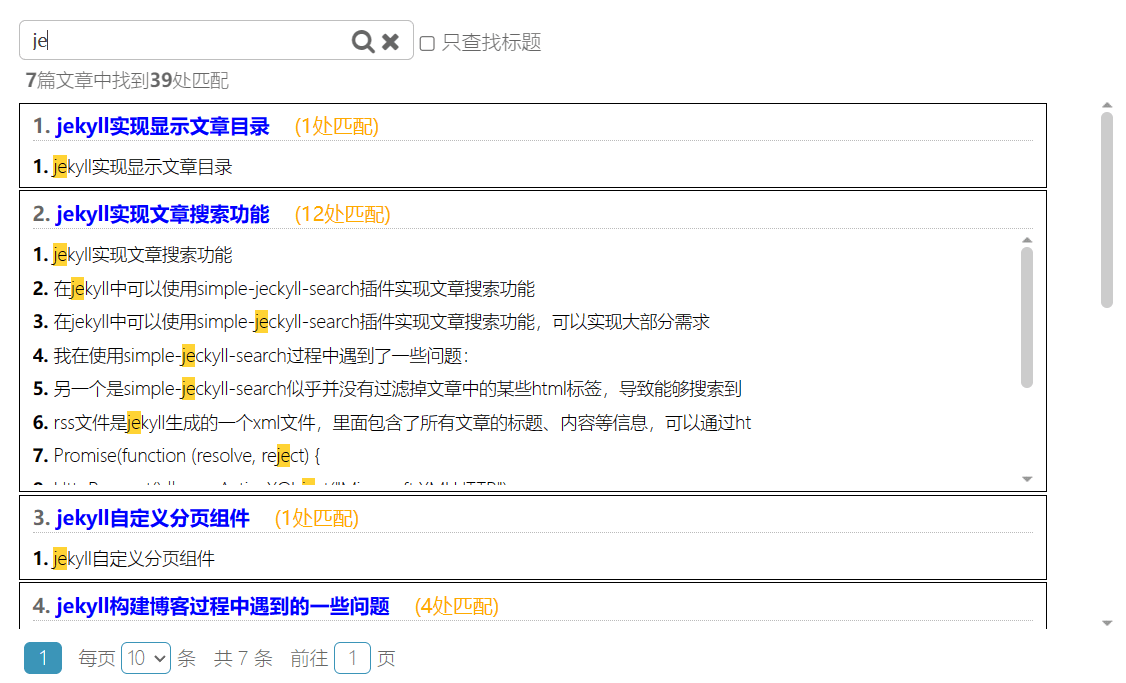 je
只查找标题
7篇文章中找到39处匹配
1. jekyll实现显示文章目录 (1处匹配)
1. jekyll实现显示文章目录
2. jekyll实现文章搜索功能 (12处匹配)
1. jekyll实现文章搜索功能
2. 在jekyll中可以使用simple-jeckyll-search插件实现文章搜索功能
3. 在jekyll中可以使用simple-jeckyll-search插件实现文章搜索功能，可以实现大部分需求
4. 我在使用simple-jeckyll-search过程中遇到了一些问题：
5. 另一个是simple-jeckyll-search似乎并没有过滤掉文章中的某些html标签，导致能够搜索到
6. rss文件是jekyll生成的一个xml文件，里面包含了所有文章的标题、内容等信息，可以通过ht
7. Promise(function (resolve, reject) {
3. jekyll自定义分页组件 (1处匹配)
1. jekyll自定义分页组件
4. jekyll构建博客过程中遇到的一些问题 (4处匹配)
1 每页 10 条 共 7 条 前往 1 页